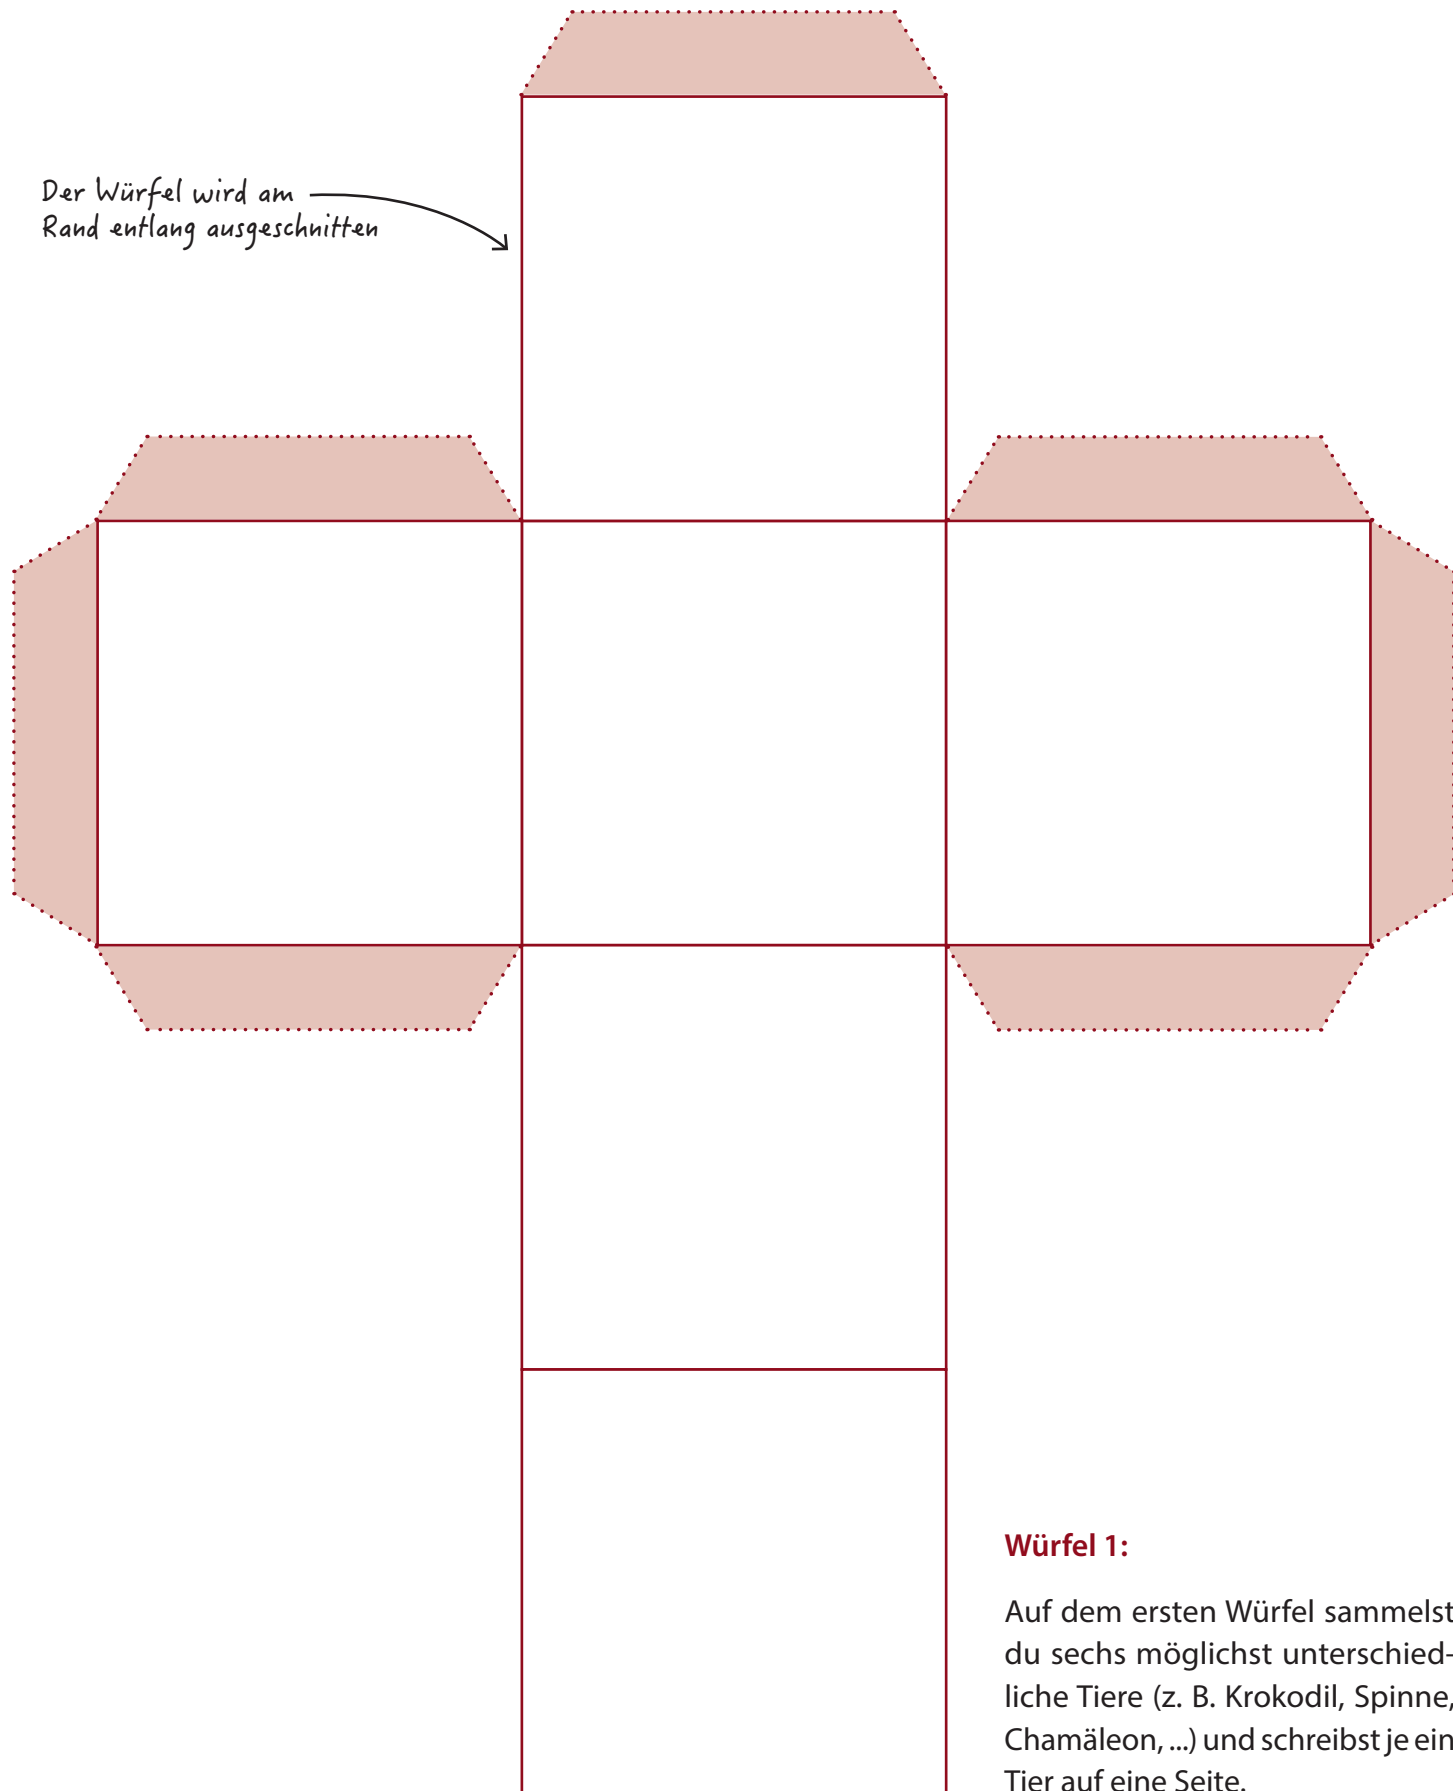 Der Würfel wird am
Rand entlang ausgeschnitten
Würfel 1:
Auf dem ersten Würfel sammelst
du sechs möglichst unterschied-
liche Tiere (z. B. Krokodil, Spinne,
Chamäleon, ...) und schreibst je ein
Tier auf eine Seite.